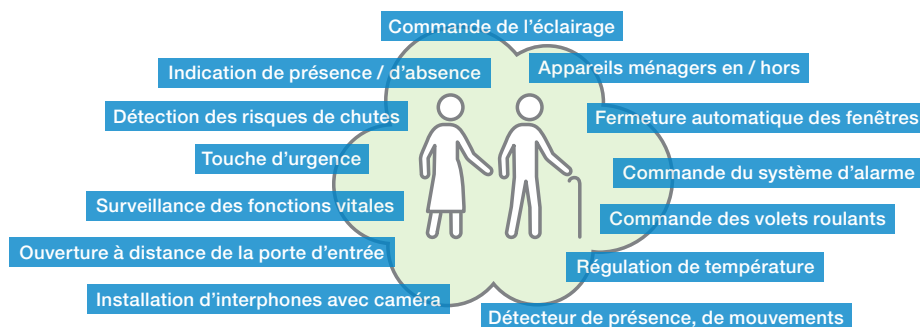 Commande de l'éclairage
Indication de présence / d'absence
Appareils ménagers en / hors
Détection des risques de chutes
Fermeture automatique des fenêtres
Touche d'urgence
Commande du système d'alarme
Surveillance des fonctions vitales
Commande des volets roulants
Ouverture à distance de la porte d'entrée
Régulation de température
Installation d'interphones avec caméra
Détecteur de présence, de mouvements